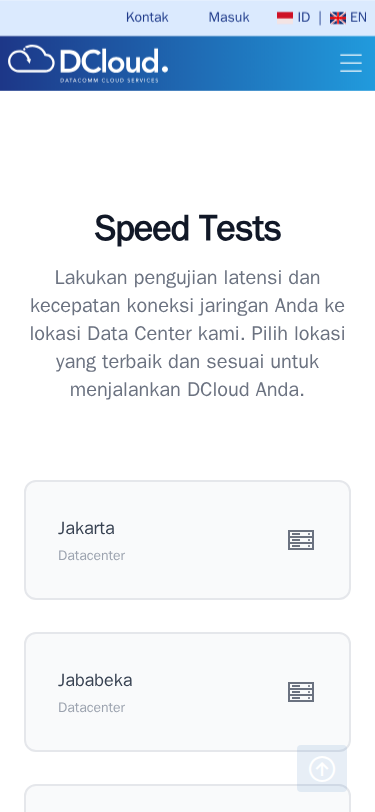 Kontak Masuk ID | EN
DCloud.
DATACOMM CLOUD SERVICES
Speed Tests
Lakukan pengujian latensi dan
kecepatan koneksi jaringan Anda ke
lokasi Data Center kami. Pilih lokasi
yang terbaik dan sesuai untuk
menjalankan DCloud Anda.
Jakarta
Datacenter
Jababeka
Datacenter